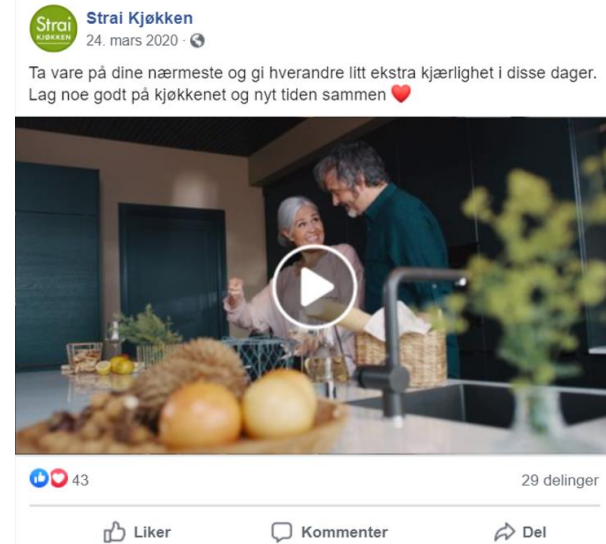 Strai
KJØKKEN
Strai Kjøkken
24. mars 2020 ·
Ta vare på dine nærmeste og gi hverandre litt ekstra kjærlighet i disse dager.
Lag noe godt på kjøkkenet og nyt tiden sammen ❤️
43
29 delinger
Liker
Kommenter
Del